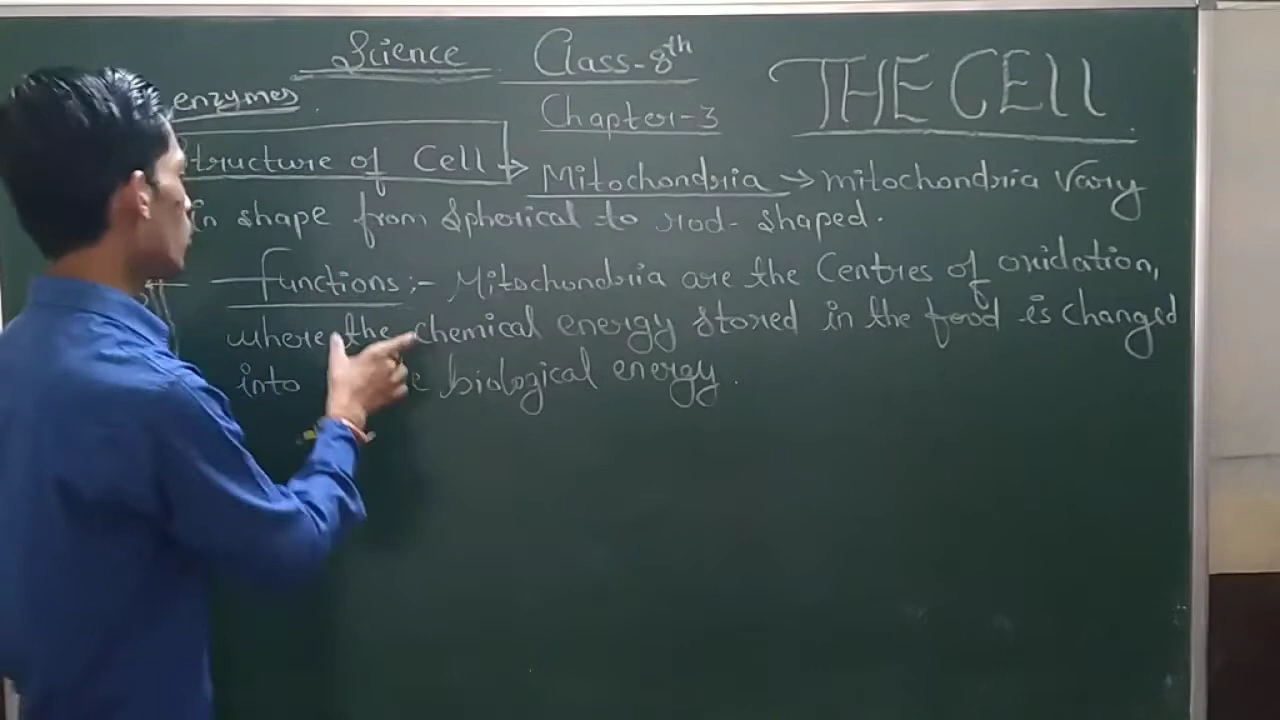 Science Class-8th THE CELL
enzymes Chapter-3
Structure of Cell → Mitochondria → mitochondria vary
in shape from spherical to rod-shaped.
Functions :- Mitochondria are the Centres of oxidation,
where the chemical energy stored in the food is changed
into biological energy.